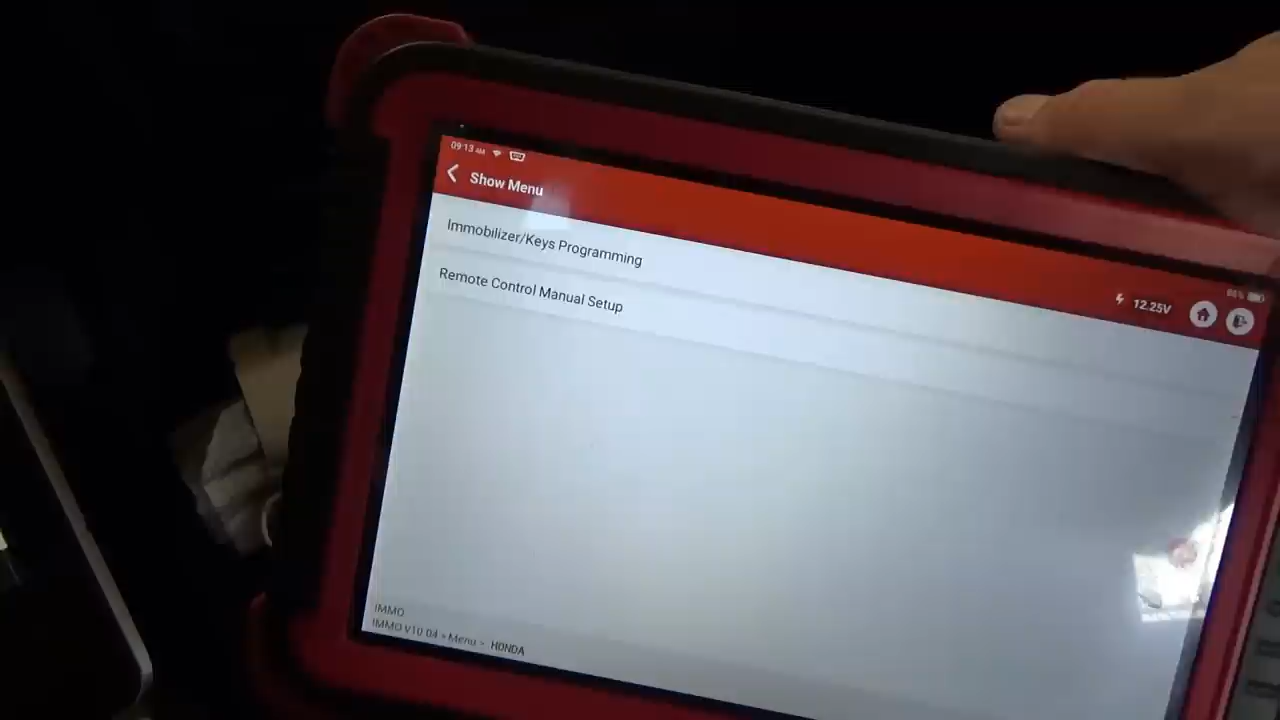 09:13 AM
Show Menu
12.25V
Immobilizer/Keys Programming
Remote Control Manual Setup
IMMO
IMMO V10.04 > Menu > HONDA